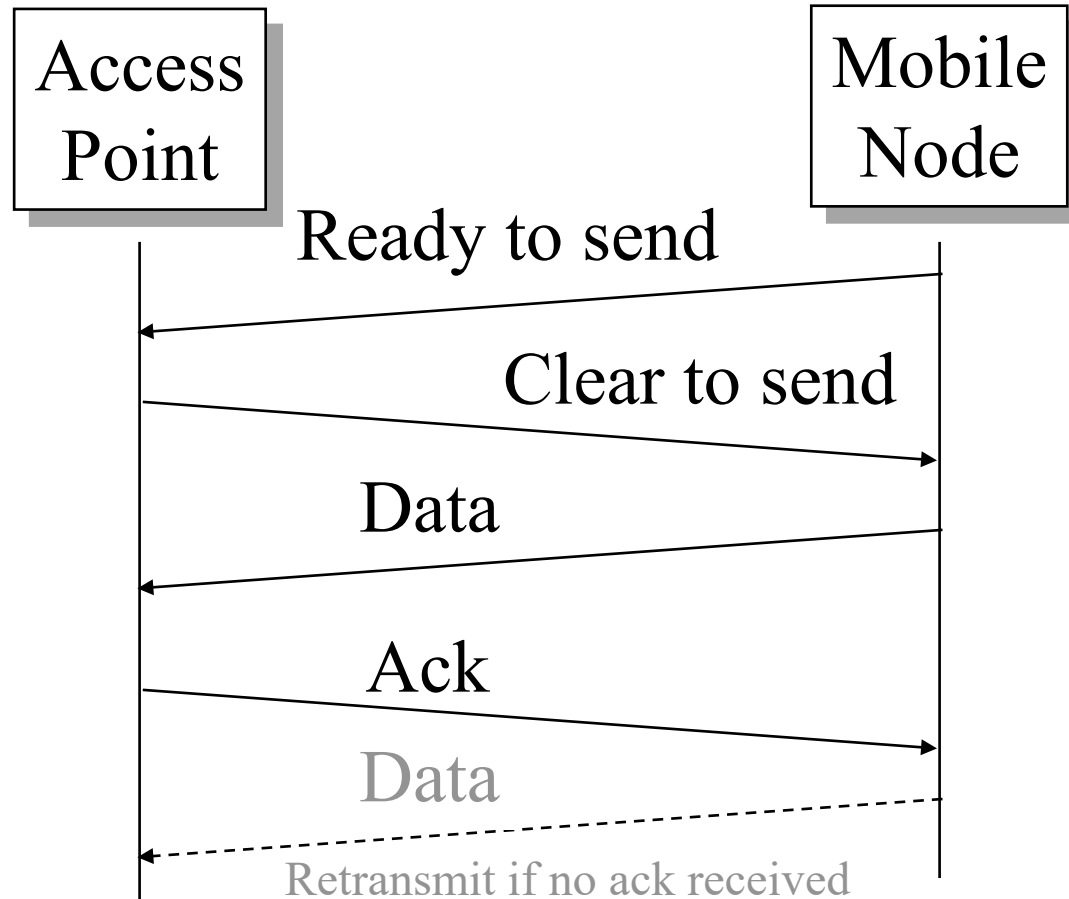 Access
Point
Mobile
Node
Ready to send
Clear to send
Data
Ack
Data
Retransmit if no ack received